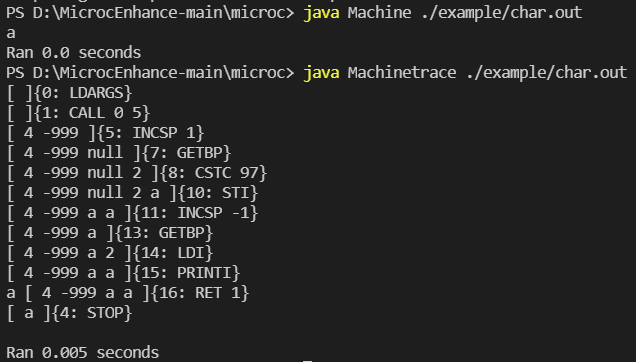 PS D:\MicrocEnhance-main\microc> java Machine ./example/char.out
a
Ran 0.0 seconds
PS D:\MicrocEnhance-main\microc> java Machinetrace ./example/char.out
[ ]{0: LDARGS}
[ ]{1: CALL 0 5}
[ 4 -999 ]{5: INCSP 1}
[ 4 -999 null ]{7: GETBP}
[ 4 -999 null 2 ]{8: CSTC 97}
[ 4 -999 null 2 a ]{10: STI}
[ 4 -999 a a ]{11: INCSP -1}
[ 4 -999 a ]{13: GETBP}
[ 4 -999 a 2 ]{14: LDI}
[ 4 -999 a a ]{15: PRINTI}
a [ 4 -999 a a ]{16: RET 1}
[ a ]{4: STOP}
Ran 0.005 seconds